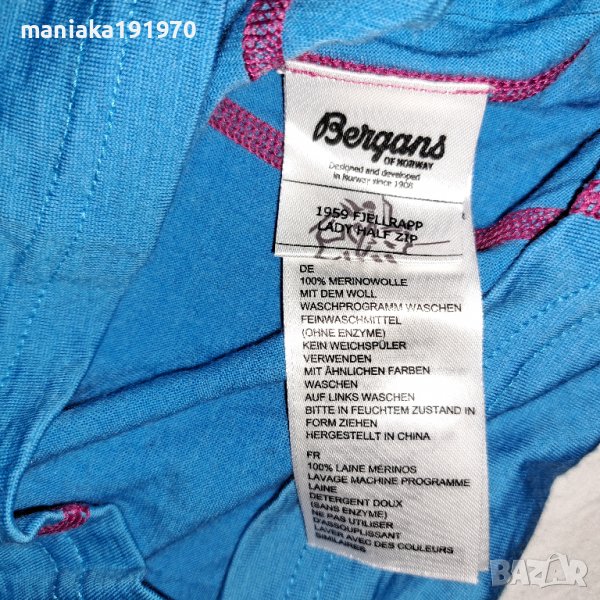 maniaka191970
Bergans
OF NORWAY
Designed and developed
in Norway since 1908
1959 FJELLRAPP
LADY HALF ZIP
DE
100% MERINOWOLLE
MIT DEM WOLL
WASCHPROGRAMM WASCHEN
FEINWASCHMITTEL
(OHNE ENZYME)
KEIN WEICHSPÜLER
VERWENDEN
MIT ÄHNLICHEN FARBEN
WASCHEN
AUF LINKS WASCHEN
BITTE IN FEUCHTEM ZUSTAND IN
FORM ZIEHEN
HERGESTELLT IN CHINA
FR
100% LAINE MÉRINOS
LAVAGE MACHINE PROGRAMME
LAINE
DETERGENT DOUX
(SANS ENZYME)
NE PAS UTILISER
D'ASSOUPLISSANT
LAVER AVEC DES COULEURS
SIMILAIRES
BAZAR